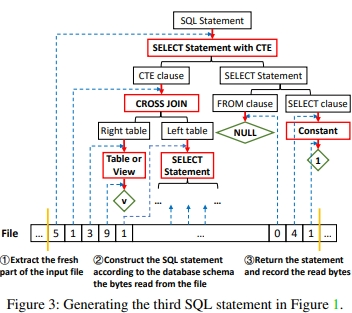 SQL Statement
SELECT Statement with CTE
CTE clause
SELECT Statement
CROSS JOIN
FROM clause
SELECT clause
Right table
Left table
NULL
Constant
Table or
View
SELECT
Statement
1
v
...
...
...
File
... 5 1 3 9 1 ... 0 4 1 ...
①Extract the fresh
part of the input file
②Construct the SQL statement
according to the database schema
the bytes read from the file
③Return the statement
and record the read bytes
Figure 3: Generating the third SQL statement in Figure 1.